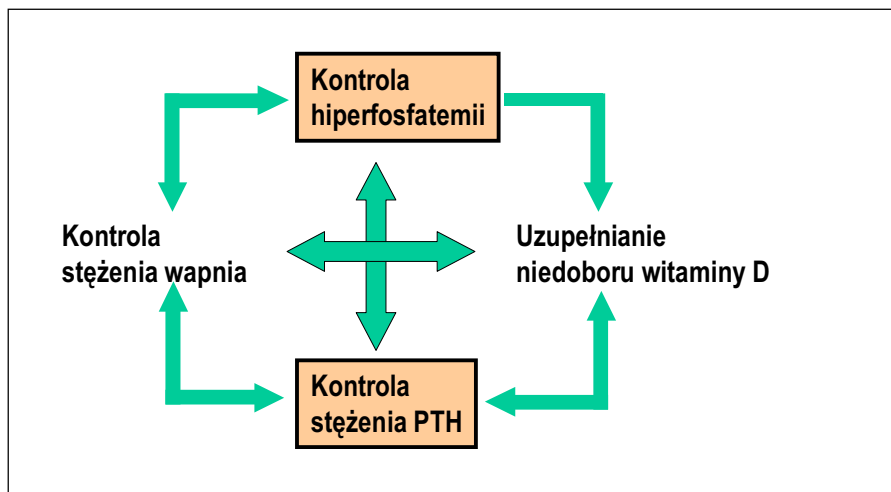 Kontrola
hiperfosfatemii
Kontrola
stężenia wapnia
Uzupełnianie
niedoboru witaminy D
Kontrola
stężenia PTH